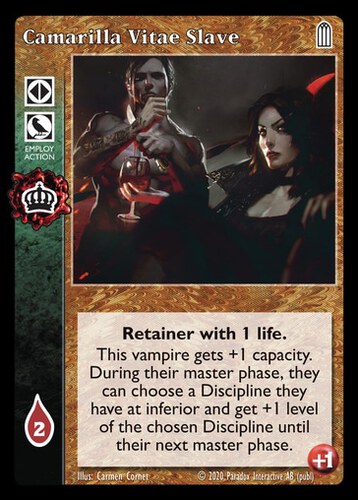 Camarilla Vitae Slave
EMPLOY
ACTION
Retainer with 1 life.
This vampire gets +1 capacity.
During their master phase, they
can choose a Discipline they
have at inferior and get +1 level
of the chosen Discipline until
their next master phase.
2
+1
Illus: Carmen Cornet
© 2020 Paradox Interactive AB (publ)